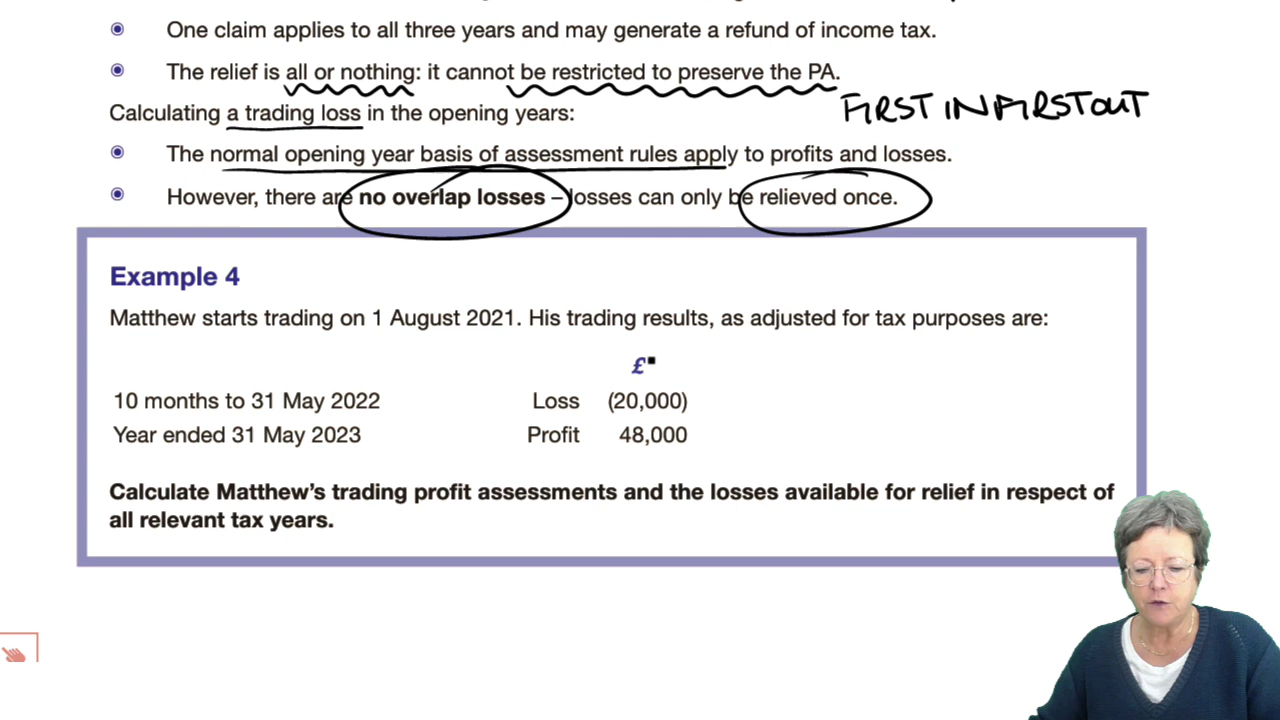 One claim applies to all three years and may generate a refund of income tax.
The relief is all or nothing: it cannot be restricted to preserve the PA.
FIRST IN FIRST OUT
Calculating a trading loss in the opening years:
The normal opening year basis of assessment rules apply to profits and losses.
However, there are no overlap losses – losses can only be relieved once.
Example 4
Matthew starts trading on 1 August 2021. His trading results, as adjusted for tax purposes are:
£
10 months to 31 May 2022 Loss (20,000)
Year ended 31 May 2023 Profit 48,000
Calculate Matthew's trading profit assessments and the losses available for relief in respect of
all relevant tax years.